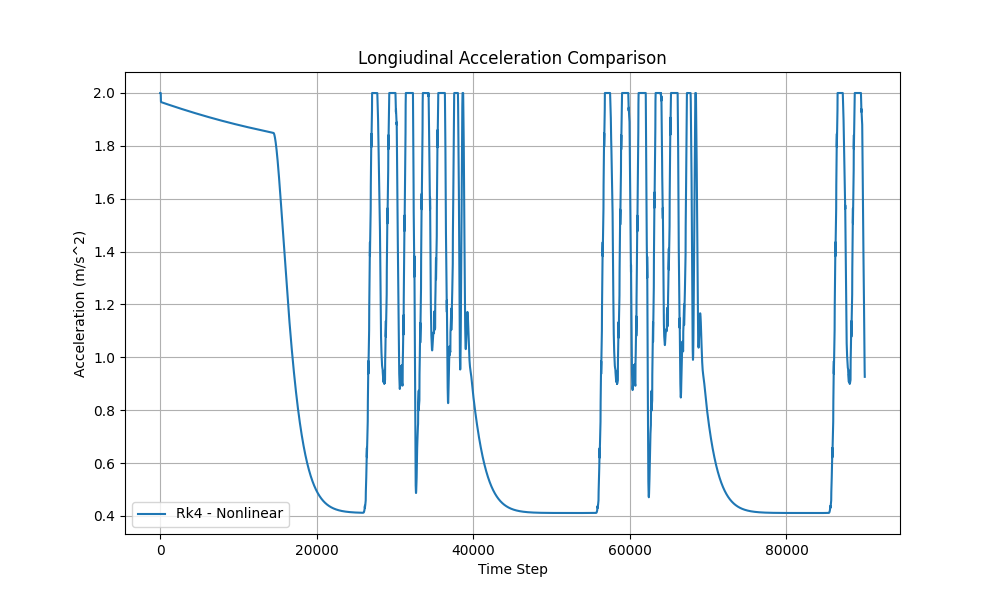 Longiudinal Acceleration Comparison
Acceleration (m/s^2)
2.0
1.8
1.6
1.4
1.2
1.0
0.8
0.6
0.4
Rk4 - Nonlinear
0 20000 40000 60000 80000
Time Step